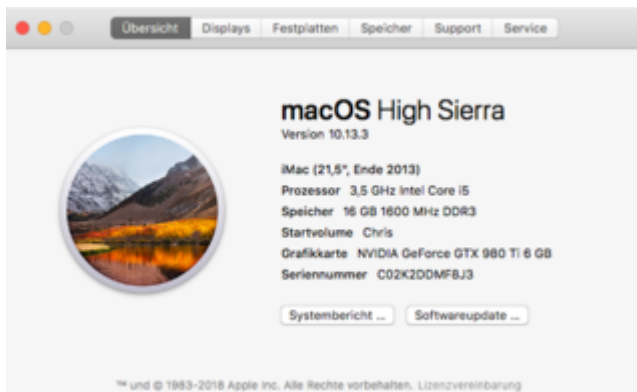 Übersicht Displays Festplatten Speicher Support Service
macOS High Sierra
Version 10.13.3
iMac (21,5", Ende 2013)
Prozessor 3,5 GHz Intel Core i5
Speicher 16 GB 1600 MHz DDR3
Startvolume Chris
Grafikkarte NVIDIA GeForce GTX 980 Ti 6 GB
Seriennummer C02K2DDMF8J3
Systembericht ... Softwareupdate ...
™ und © 1983-2018 Apple Inc. Alle Rechte vorbehalten. Lizenzvereinbarung